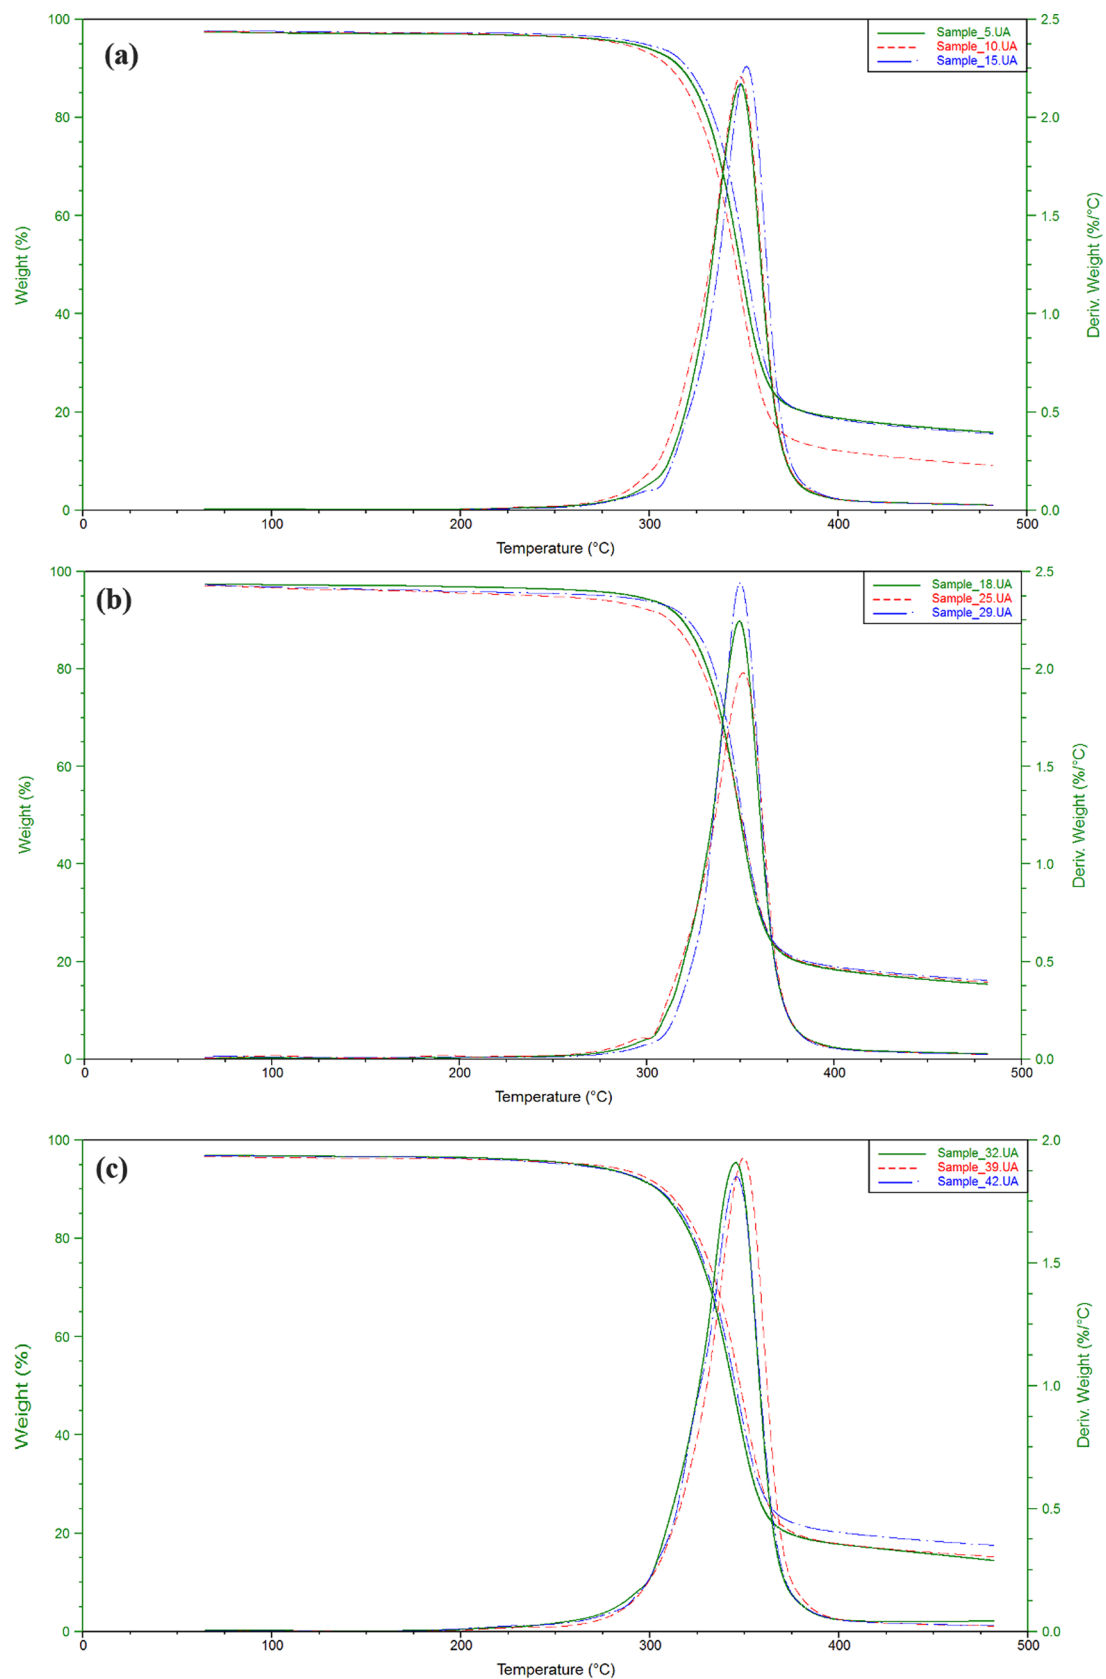 (a)
Sample_5.UA
Sample_10.UA
Sample_15.UA
Weight (%)
100
80
60
40
20
0
Deriv. Weight (%/°C)
2.5
2.0
1.5
1.0
0.5
0.0
0 100 200 300 400 500
Temperature (°C)
(b)
Sample_18.UA
Sample_25.UA
Sample_29.UA
Weight (%)
100
80
60
40
20
0
Deriv. Weight (%/°C)
2.5
2.0
1.5
1.0
0.5
0.0
0 100 200 300 400 500
Temperature (°C)
(c)
Sample_32.UA
Sample_39.UA
Sample_42.UA
Weight (%)
100
80
60
40
20
0
Deriv. Weight (%/°C)
2.0
1.5
1.0
0.5
0.0
0 100 200 300 400 500
Temperature (°C)